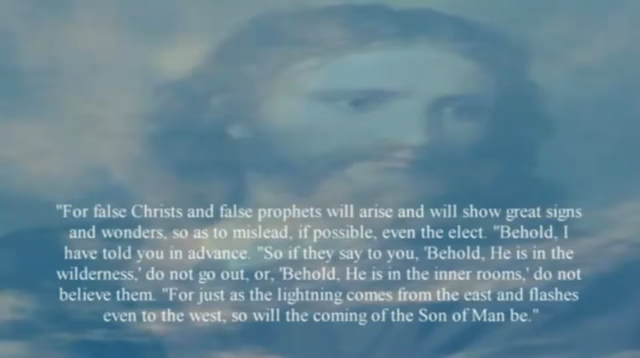 "For false Christs and false prophets will arise and will show great signs
and wonders, so as to mislead, if possible, even the elect. "Behold, I
have told you in advance. "So if they say to you, 'Behold, He is in the
wilderness,' do not go out, or, 'Behold, He is in the inner rooms,' do not
believe them. "For just as the lightning comes from the east and flashes
even to the west, so will the coming of the Son of Man be."